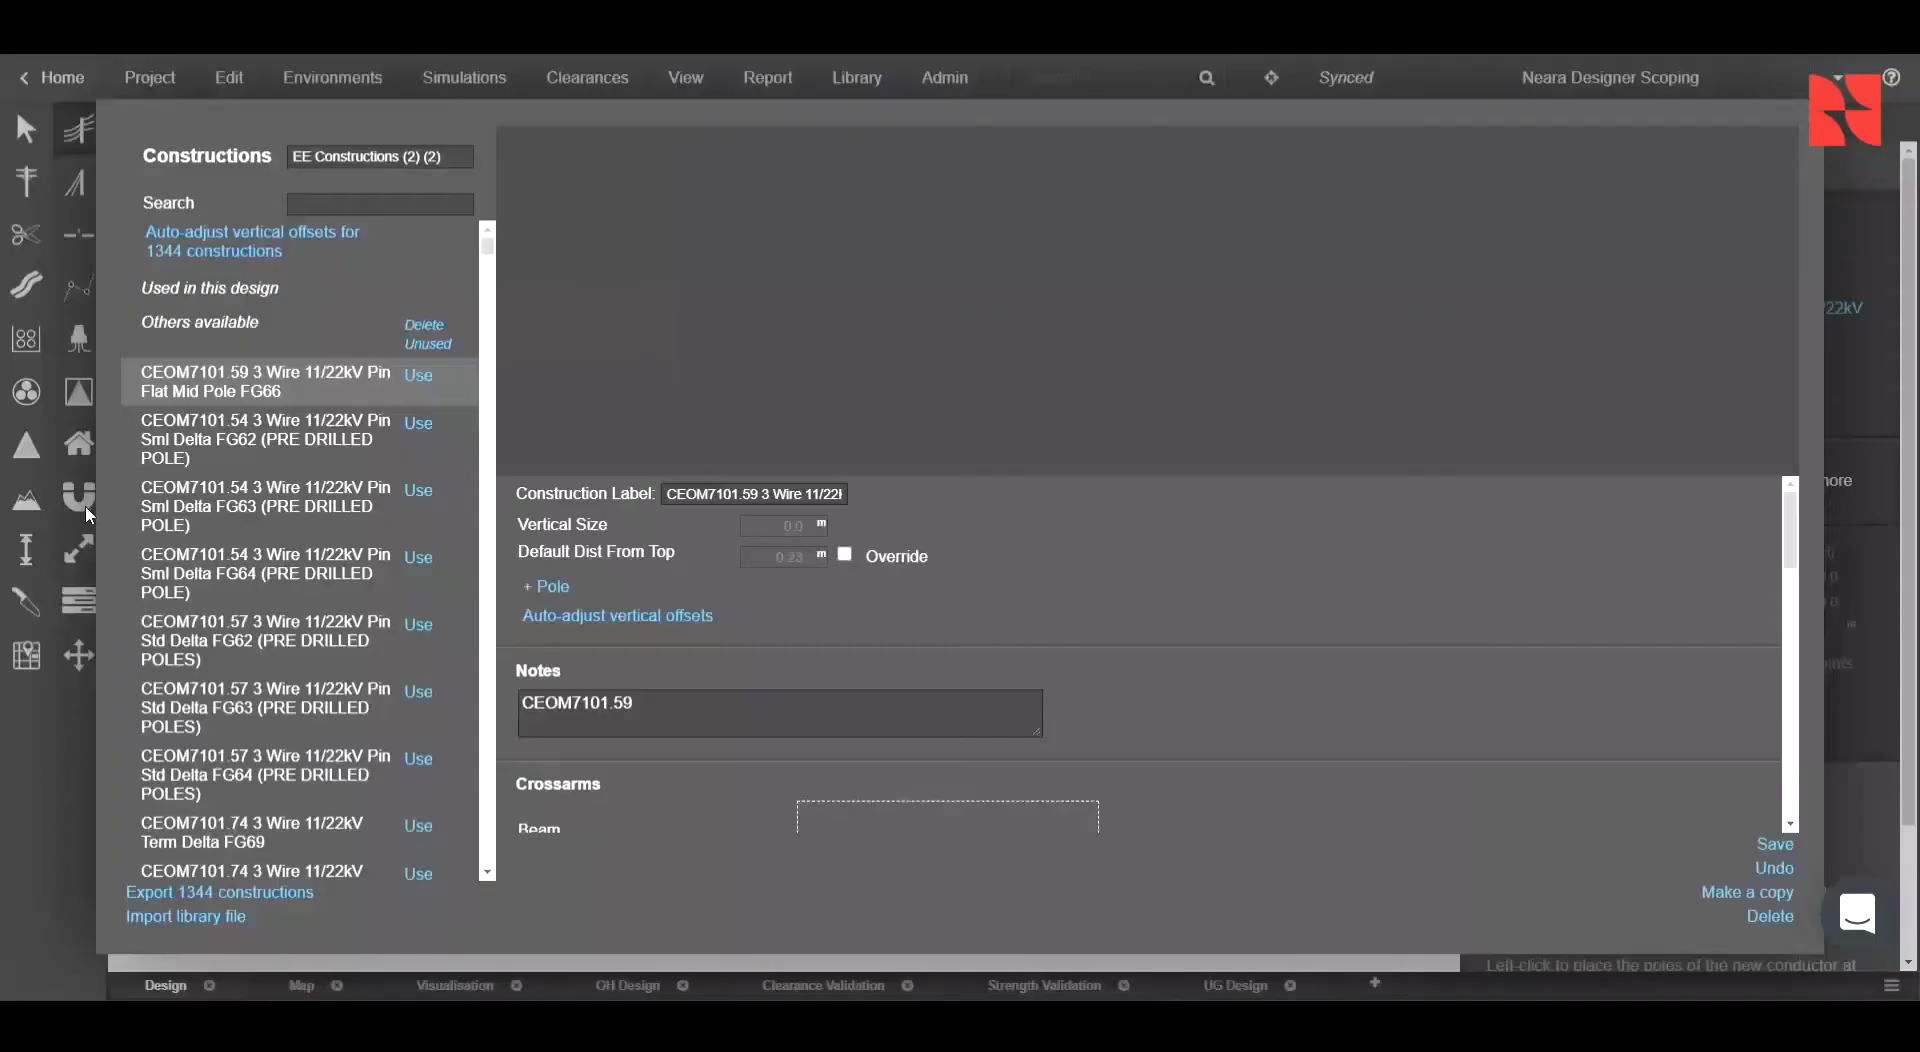 Home
Project
Edit
Environments
Simulations
Clearances
View
Report
Library
Admin
Synced
Neara Designer Scoping
Constructions
EE Constructions (2) (2)
Search
Auto-adjust vertical offsets for
1344 constructions
Used in this design
Others available
Delete
Unused
CEOM7101.59 3 Wire 11/22kV Pin
Flat Mid Pole FG66
Use
CEOM7101.54 3 Wire 11/22kV Pin
Sml Delta FG62 (PRE DRILLED
POLE)
Use
CEOM7101.54 3 Wire 11/22kV Pin
Sml Delta FG63 (PRE DRILLED
POLE)
Use
CEOM7101.54 3 Wire 11/22kV Pin
Sml Delta FG64 (PRE DRILLED
POLE)
Use
CEOM7101.57 3 Wire 11/22kV Pin
Std Delta FG62 (PRE DRILLED
POLES)
Use
CEOM7101.57 3 Wire 11/22kV Pin
Std Delta FG63 (PRE DRILLED
POLES)
Use
CEOM7101.57 3 Wire 11/22kV Pin
Std Delta FG64 (PRE DRILLED
POLES)
Use
CEOM7101.74 3 Wire 11/22kV
Term Delta FG69
Use
CEOM7101.74 3 Wire 11/22kV
Use
Export 1344 constructions
Import library file
Construction Label: CEOM7101.59 3 Wire 11/22
Vertical Size 0.0 m
Default Dist From Top 0.23 m Override
+ Pole
Auto-adjust vertical offsets
Notes
CEOM7101.59
Crossarms
Beam
Save
Undo
Make a copy
Delete
/22kV
Left-click to place the poles of the new conductor at
Design
Map
Visualisation
OH Design
Clearance Validation
Strength Validation
UG Design
+